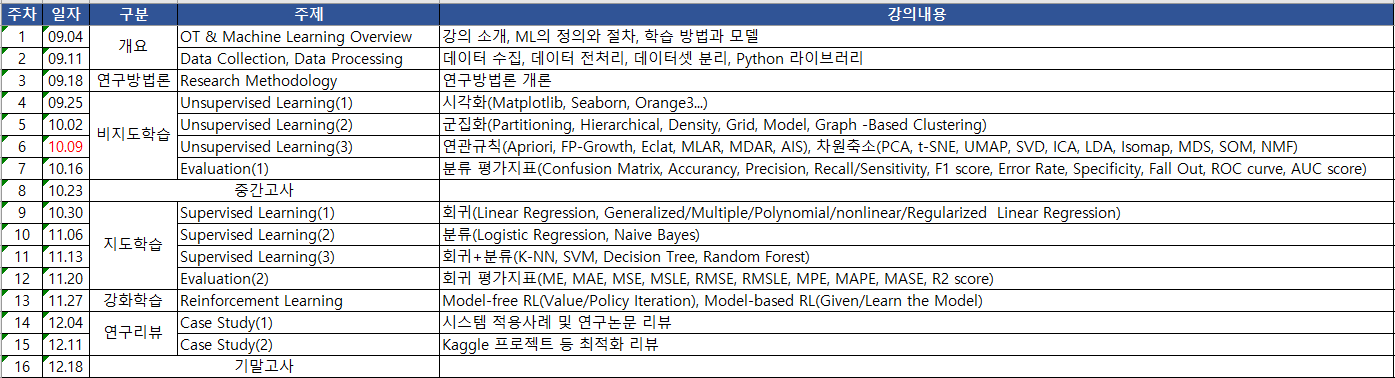 주차 일자 구분 주제 강의내용
1 09.04 개요 OT & Machine Learning Overview 강의 소개, ML의 정의와 절차, 학습 방법과 모델
2 09.11 Data Collection, Data Processing 데이터 수집, 데이터 전처리, 데이터셋 분리, Python 라이브러리
3 09.18 연구방법론 Research Methodology 연구방법론 개론
4 09.25 비지도학습 Unsupervised Learning(1) 시각화(Matplotlib, Seaborn, Orange3...)
5 10.02 Unsupervised Learning(2) 군집화(Partitioning, Hierarchical, Density, Grid, Model, Graph -Based Clustering)
6 10.09 Unsupervised Learning(3) 연관규칙(Apriori, FP-Growth, Eclat, MLAR, MDAR, AIS), 차원축소(PCA, t-SNE, UMAP, SVD, ICA, LDA, Isomap, MDS, SOM, NMF)
7 10.16 Evaluation(1) 분류 평가지표(Confusion Matrix, Accurancy, Precision, Recall/Sensitivity, F1 score, Error Rate, Specificity, Fall Out, ROC curve, AUC score)
8 10.23 중간고사
9 10.30 지도학습 Supervised Learning(1) 회귀(Linear Regression, Generalized/Multiple/Polynomial/nonlinear/Regularized Linear Regression)
10 11.06 Supervised Learning(2) 분류(Logistic Regression, Naive Bayes)
11 11.13 Supervised Learning(3) 회귀+분류(K-NN, SVM, Decision Tree, Random Forest)
12 11.20 Evaluation(2) 회귀 평가지표(ME, MAE, MSE, MSLE, RMSE, RMSLE, MPE, MAPE, MASE, R2 score)
13 11.27 강화학습 Reinforcement Learning Model-free RL(Value/Policy Iteration), Model-based RL(Given/Learn the Model)
14 12.04 연구리뷰 Case Study(1) 시스템 적용사례 및 연구논문 리뷰
15 12.11 Case Study(2) Kaggle 프로젝트 등 최적화 리뷰
16 12.18 기말고사